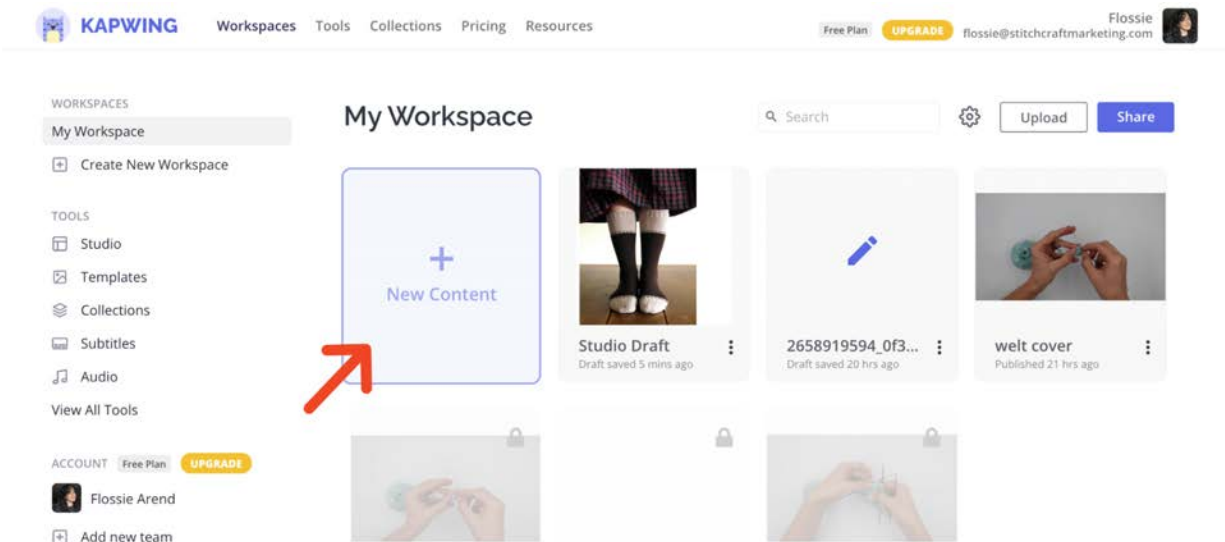 KAPWING
Workspaces Tools Collections Pricing Resources
Free Plan UPGRADE
Flossie
flossie@stitchcraftmarketing.com
WORKSPACES
My Workspace
Create New Workspace
TOOLS
Studio
Templates
Collections
Subtitles
Audio
View All Tools
ACCOUNT Free Plan UPGRADE
Flossie Arend
Add new team
My Workspace
Search
Upload
Share
+
New Content
Studio Draft
Draft saved 5 mins ago
2658919594_0f3...
Draft saved 20 hrs ago
welt cover
Published 21 hrs ago